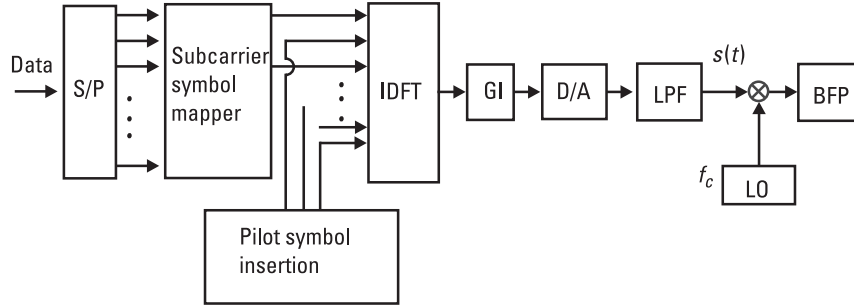 Data
S/P
Subcarrier
symbol
mapper
IDFT
GI
D/A
LPF
s(t)
BFP
f_c
LO
Pilot symbol
insertion